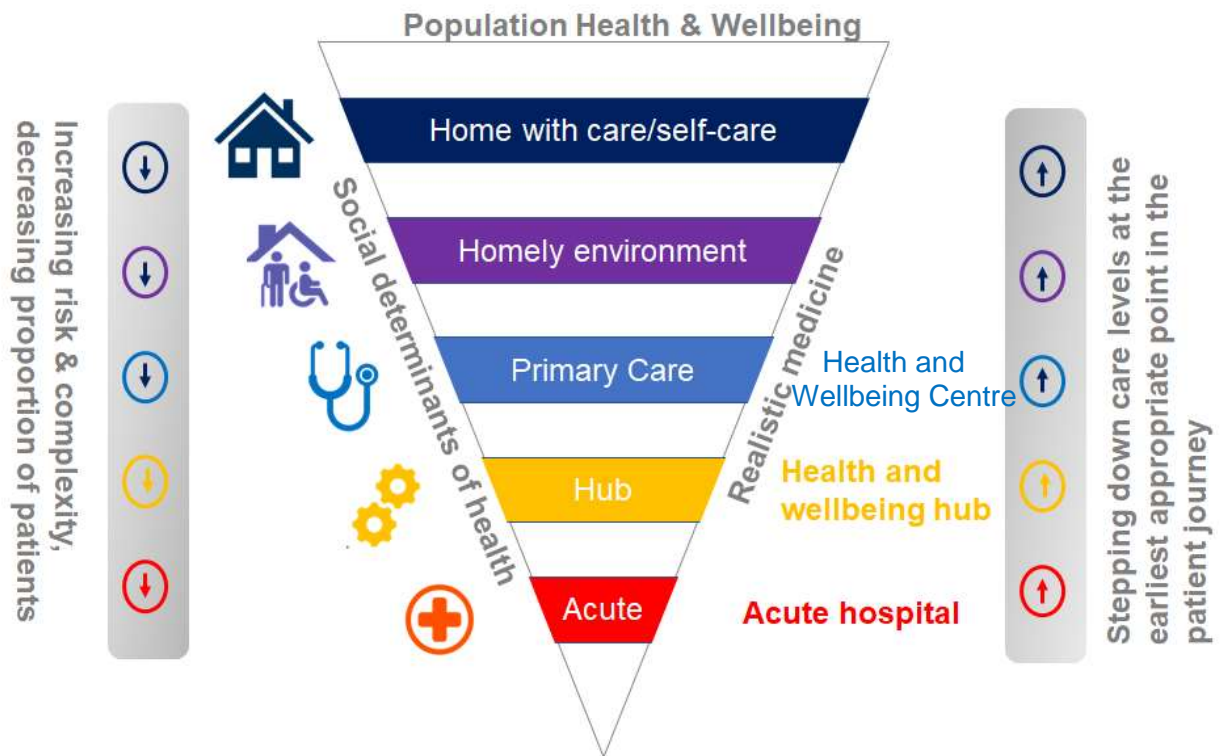 Population Health & Wellbeing
Increasing risk & complexity,
decreasing proportion of patients
Home with care/self-care
Social determinants of health
Homely environment
Realistic medicine
Primary Care
Health and
Wellbeing Centre
Hub
Health and
wellbeing hub
Acute
Acute hospital
Stepping down care levels at the
earliest appropriate point in the
patient journey